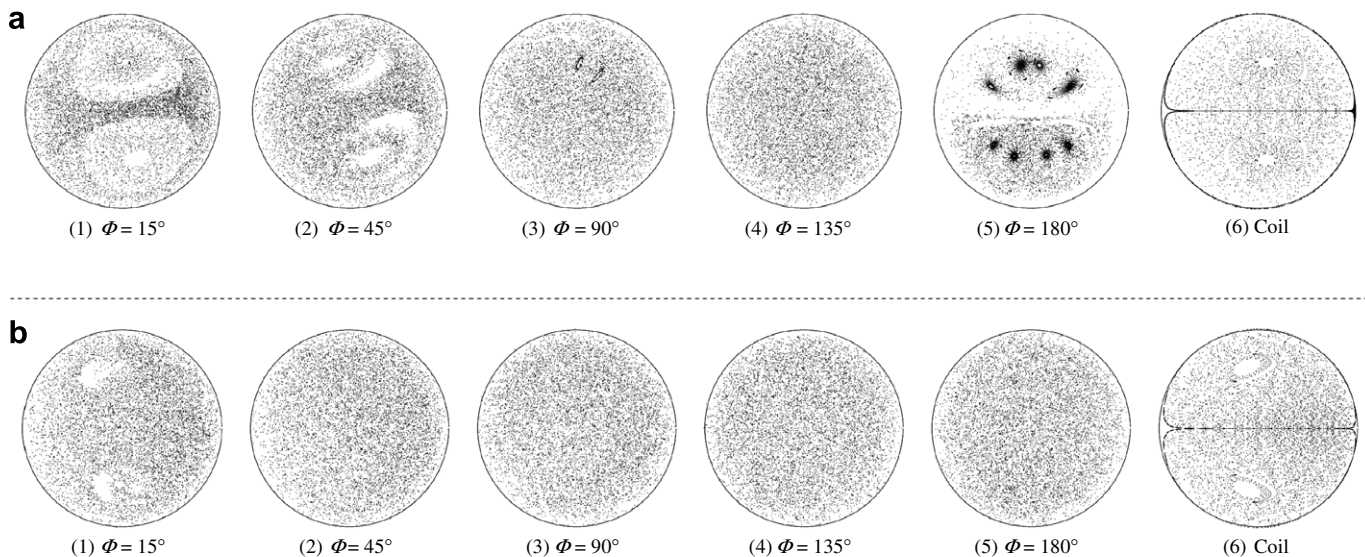 a
(1) Φ = 15°
(2) Φ = 45°
(3) Φ = 90°
(4) Φ = 135°
(5) Φ = 180°
(6) Coil
b
(1) Φ = 15°
(2) Φ = 45°
(3) Φ = 90°
(4) Φ = 135°
(5) Φ = 180°
(6) Coil